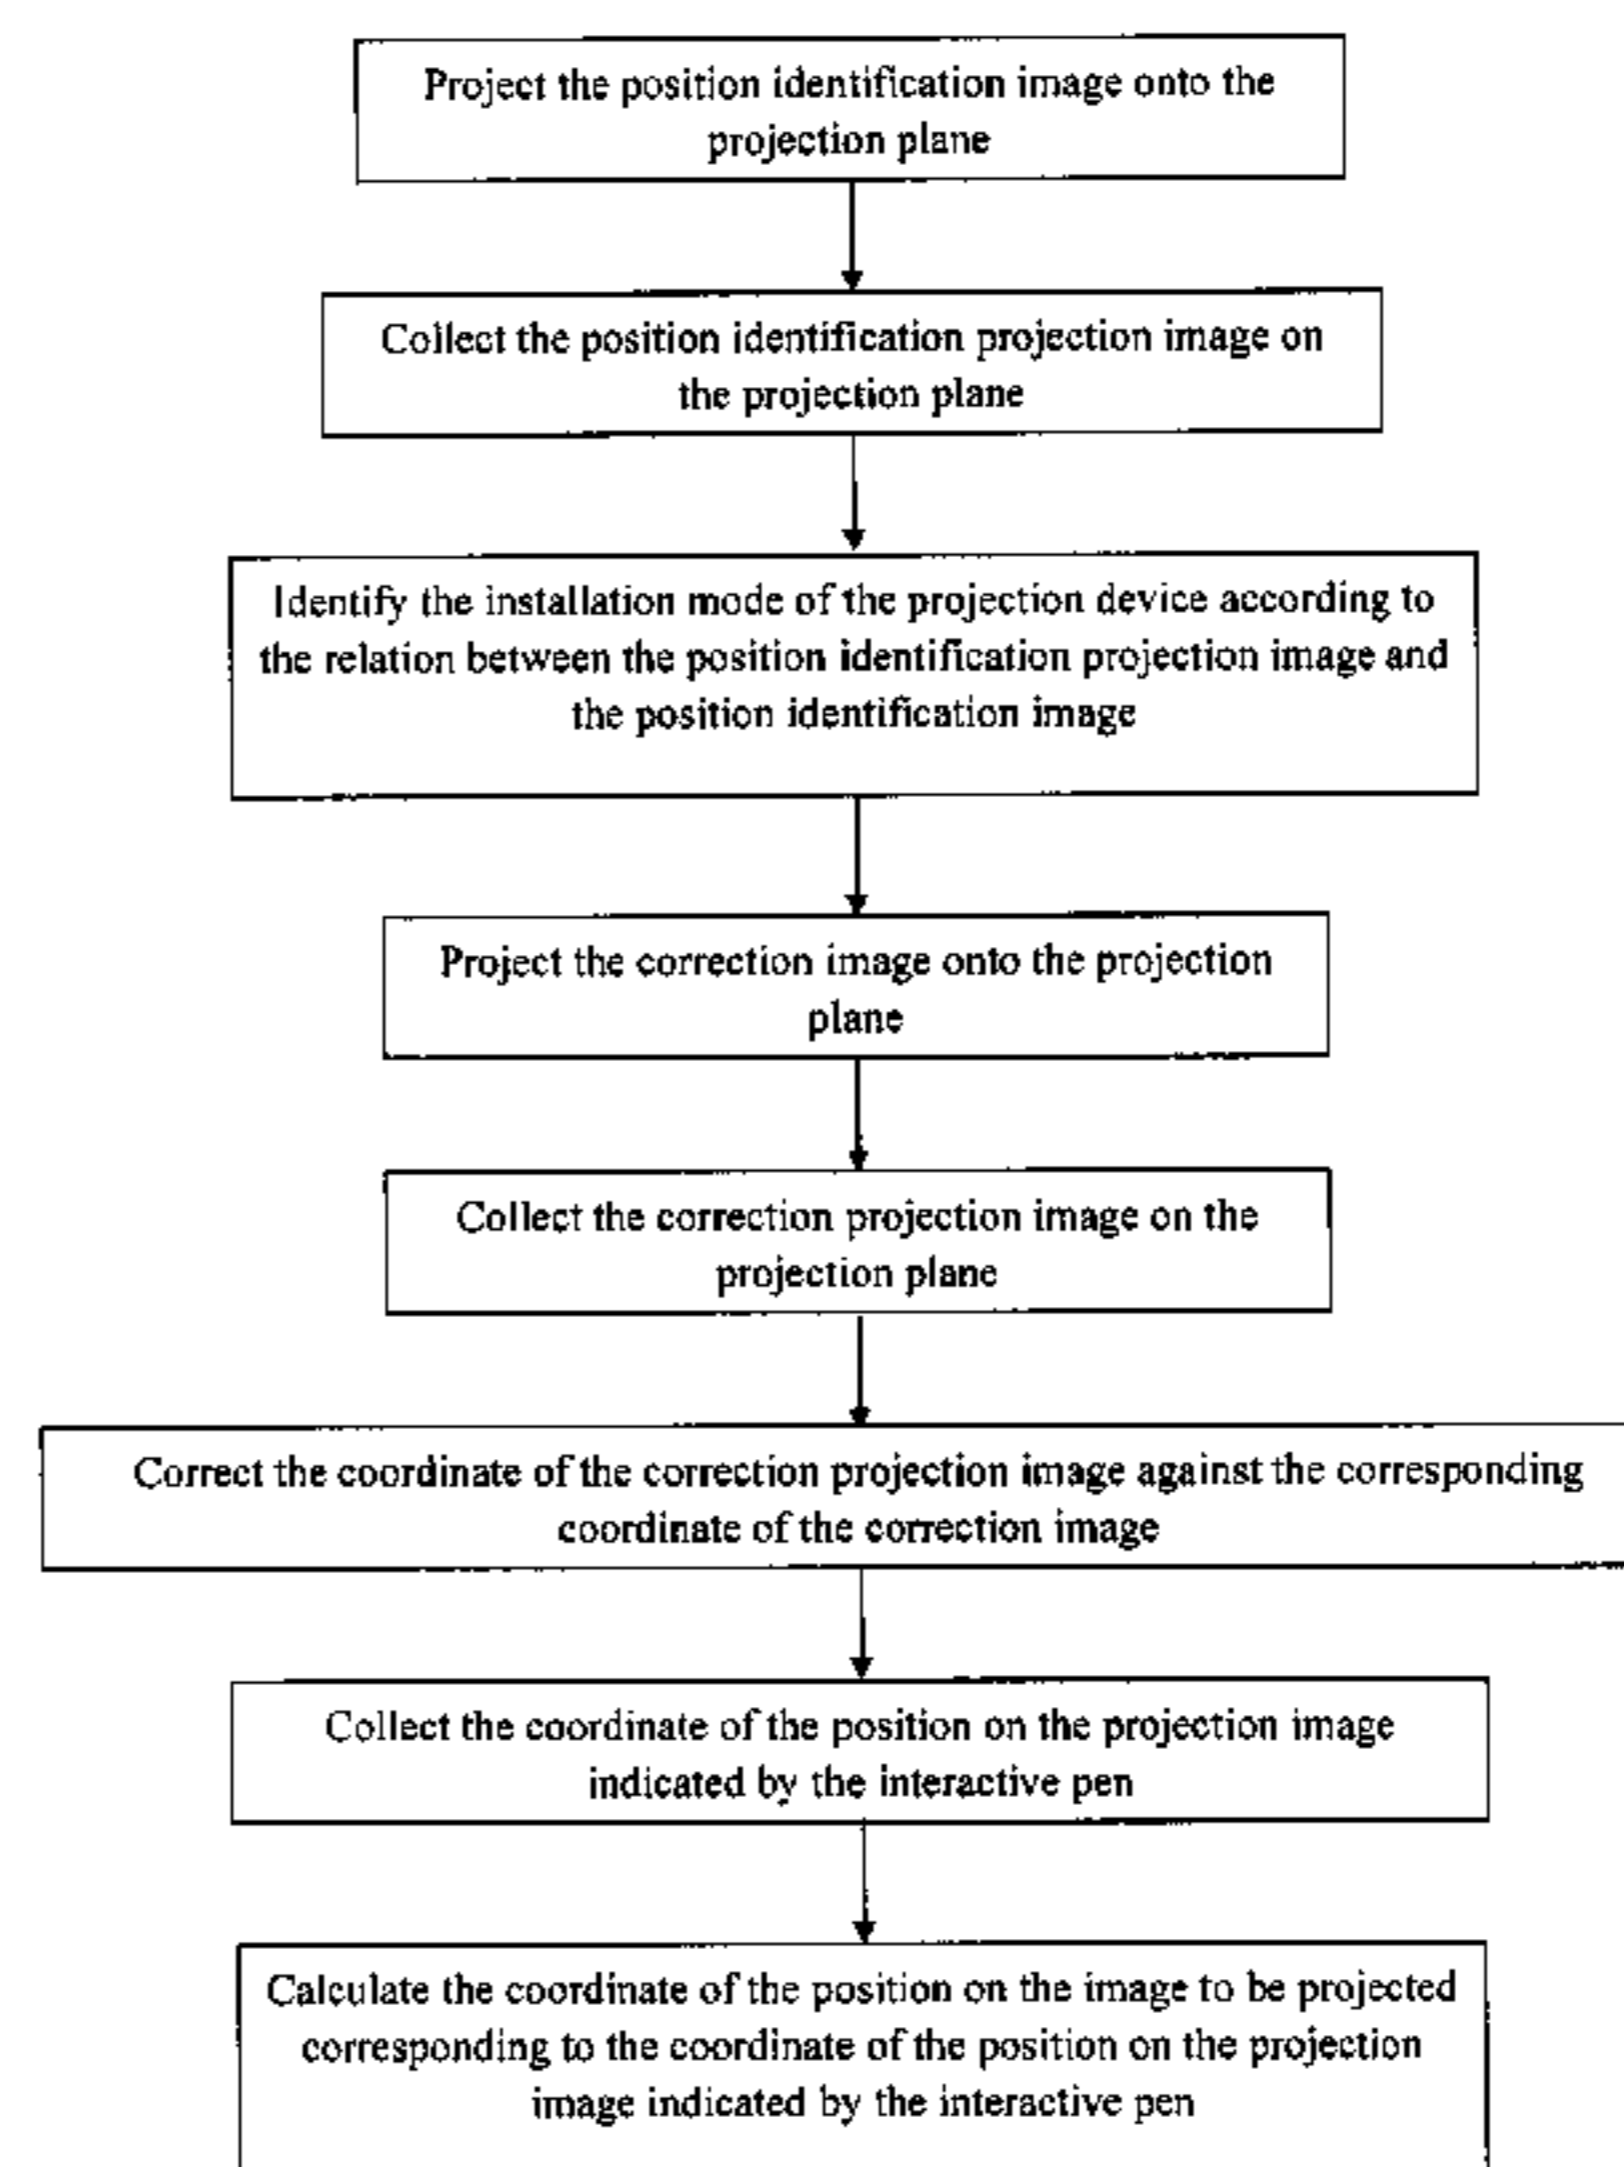 Project the position identification image onto the
projection plane
Collect the position identification projection image on
the projection plane
Identify the installation mode of the projection device according to
the relation between the position identification projection image and
the position identification image
Project the correction image onto the projection
plane
Collect the correction projection image on the
projection plane
Correct the coordinate of the correction projection image against the corresponding
coordinate of the correction image
Collect the coordinate of the position on the projection image
indicated by the interactive pen
Calculate the coordinate of the position on the image to be projected
corresponding to the coordinate of the position on the projection
image indicated by the interactive pen